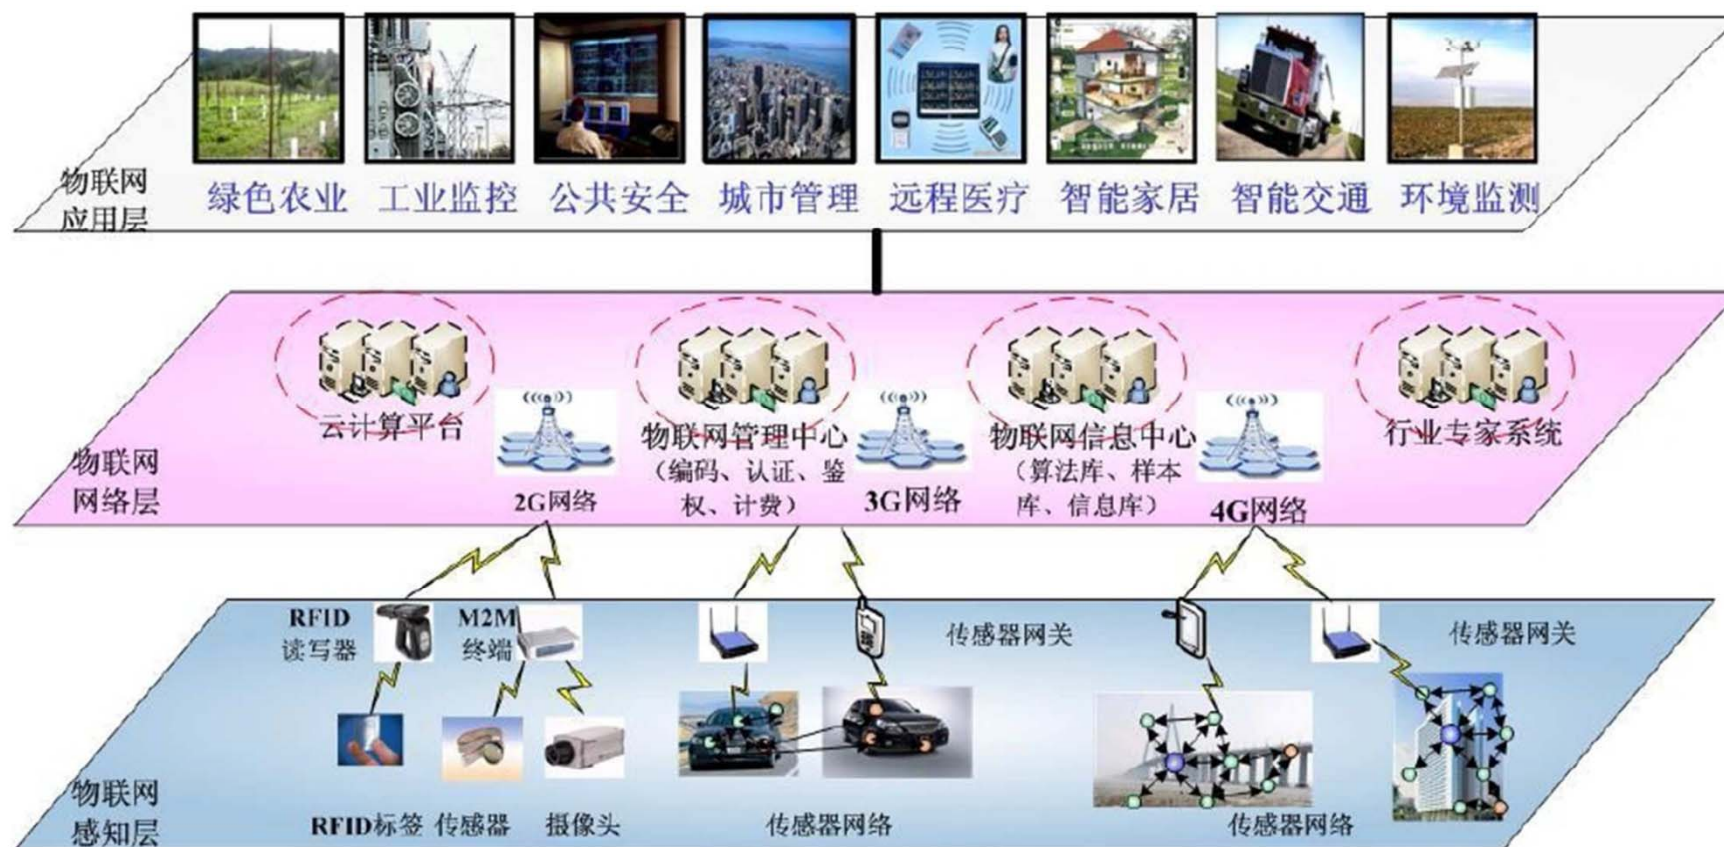 物联网
应用层
绿色农业 工业监控 公共安全 城市管理 远程医疗 智能家居 智能交通 环境监测
物联网
网络层
云计算平台
2G网络
物联网管理中心
（编码、认证、鉴
权、计费）
3G网络
物联网信息中心
（算法库、样本
库、信息库）
4G网络
行业专家系统
物联网
感知层
RFID
读写器
M2M
终端
传感器网关
传感器网关
RFID标签 传感器 摄像头 传感器网络 传感器网络